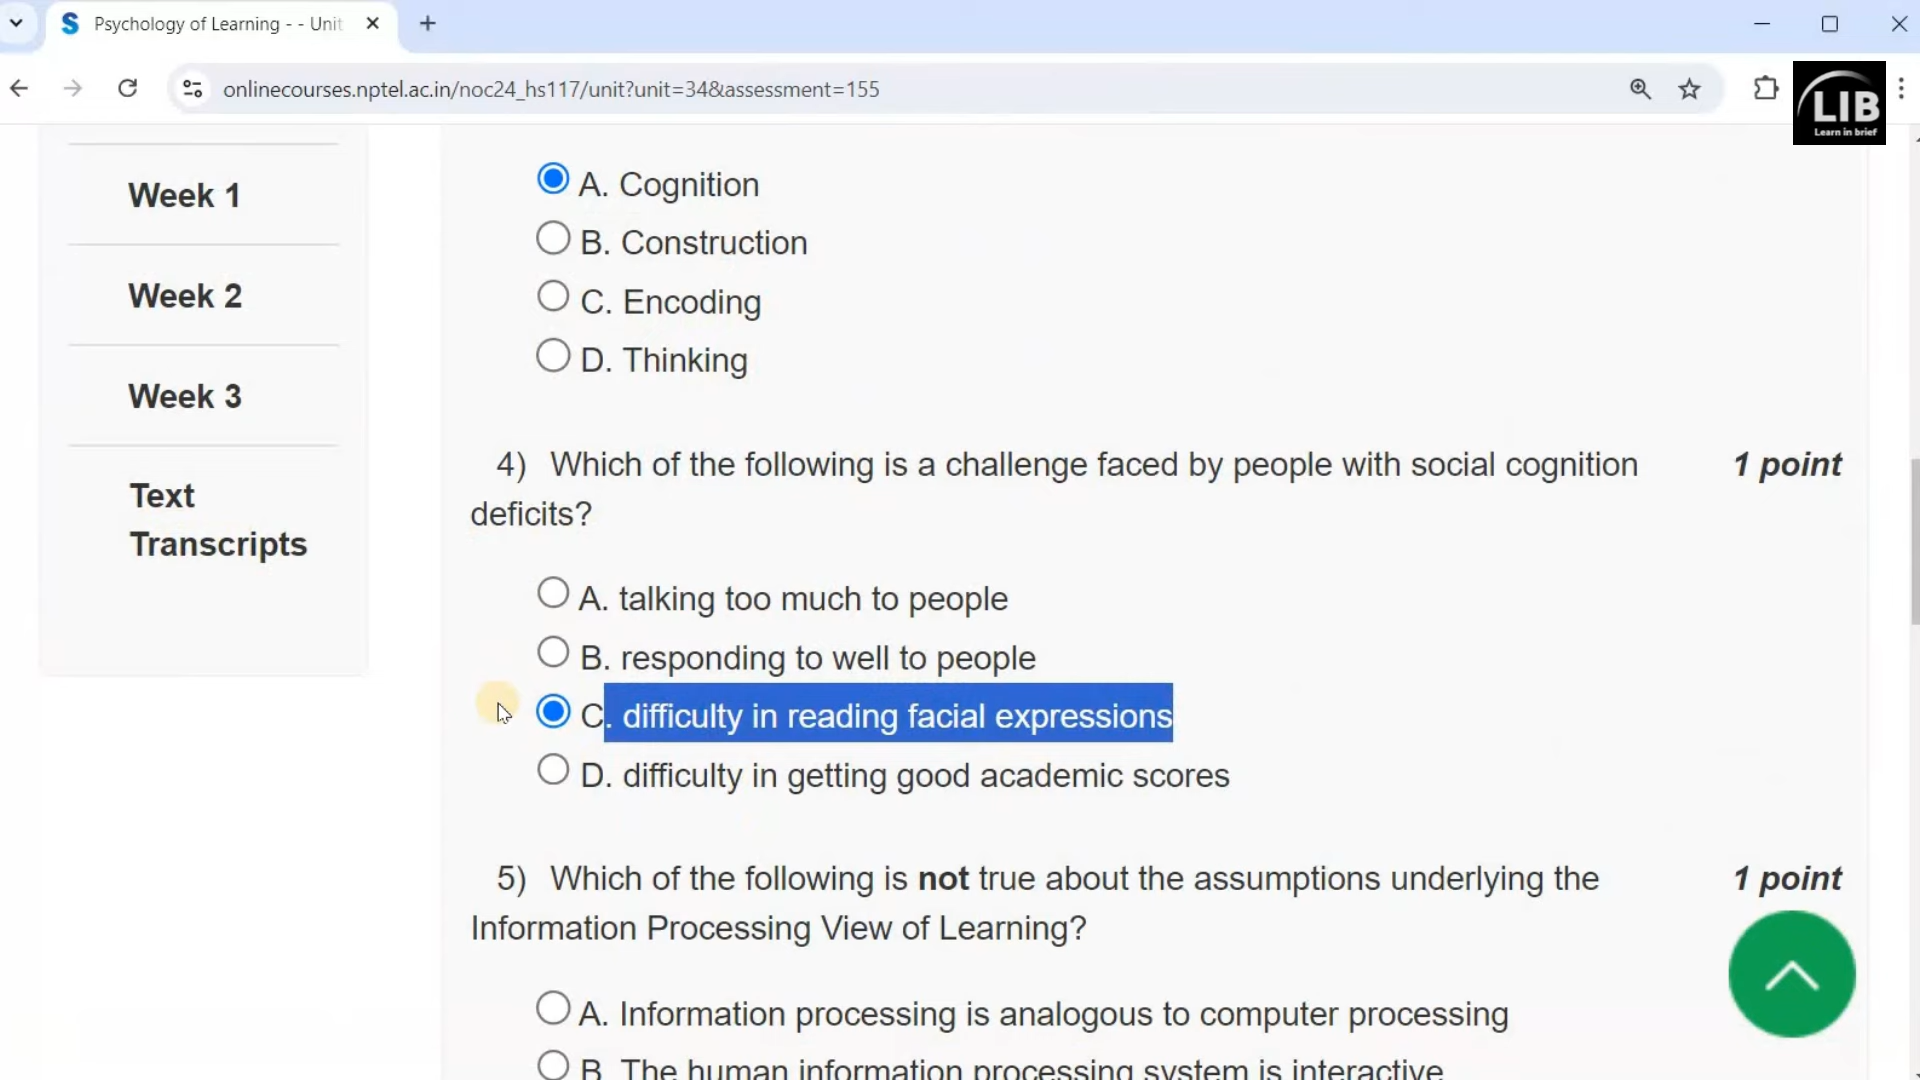 Psychology of Learning - - Unit
onlinecourses.nptel.ac.in/noc24_hs117/unit?unit=34&assessment=155
LIB
Learn in brief
Week 1
Week 2
Week 3
Text
Transcripts
A. Cognition
B. Construction
C. Encoding
D. Thinking
4) Which of the following is a challenge faced by people with social cognition 1 point
deficits?
A. talking too much to people
B. responding to well to people
C. difficulty in reading facial expressions
D. difficulty in getting good academic scores
5) Which of the following is not true about the assumptions underlying the 1 point
Information Processing View of Learning?
A. Information processing is analogous to computer processing
B. The human information processing system is interactive